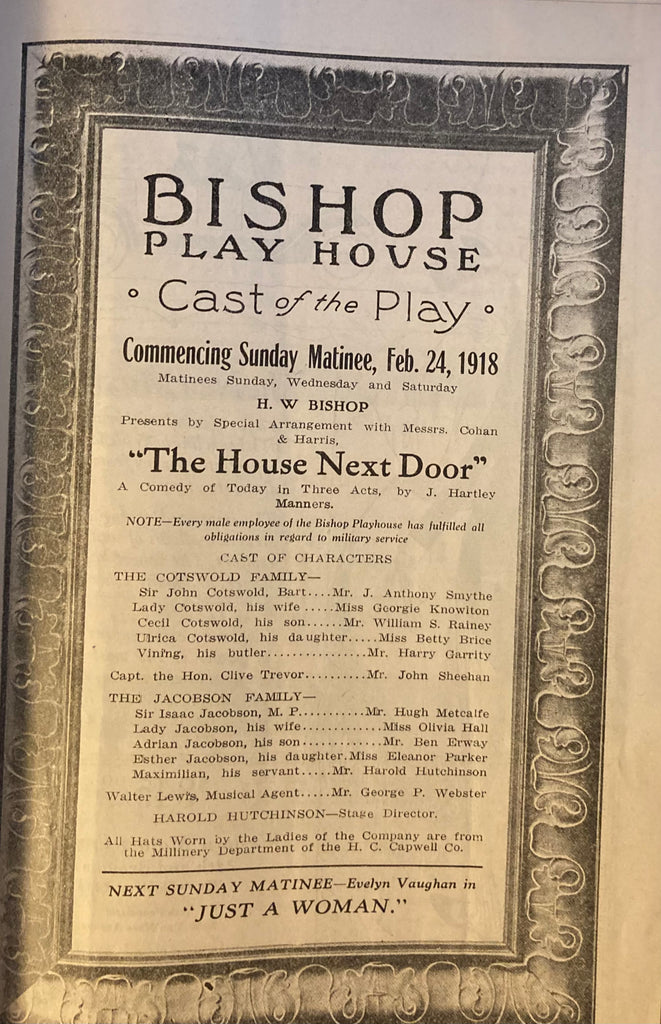 BISHOP
PLAY HOUSE
° Cast of the Play °
Commencing Sunday Matinee, Feb. 24, 1918
Matinees Sunday, Wednesday and Saturday
H. W BISHOP
Presents by Special Arrangement with Messrs. Cohan
& Harris,
"The House Next Door"
A Comedy of Today in Three Acts, by J. Hartley
Manners.
NOTE—Every male employee of the Bishop Playhouse has fulfilled all
obligations in regard to military service
CAST OF CHARACTERS
THE COTSWOLD FAMILY—
Sir John Cotswold, Bart....Mr. J. Anthony Smythe
Lady Cotswold, his wife .....Miss Georgie Knowlton
Cecil Cotswold, his son......Mr. William S. Rainey
Ulrica Cotswold, his daughter.....Miss Betty Brice
Vining, his butler................Mr. Harry Garrity
Capt. the Hon. Clive Trevor..........Mr. John Sheehan
THE JACOBSON FAMILY—
Sir Isaac Jacobson, M. P...........Mr. Hugh Metcalfe
Lady Jacobson, his wife.............Miss Olivia Hall
Adrian Jacobson, his son............Mr. Ben Erway
Esther Jacobson, his daughter.Miss Eleanor Parker
Maximilian, his servant.....Mr. Harold Hutchinson
Walter Lewis, Musical Agent.....Mr. George P. Webster
HAROLD HUTCHINSON—Stage Director.
All Hats Worn by the Ladies of the Company are from
the Millinery Department of the H. C. Capwell Co.
NEXT SUNDAY MATINEE—Evelyn Vaughan in
"JUST A WOMAN."